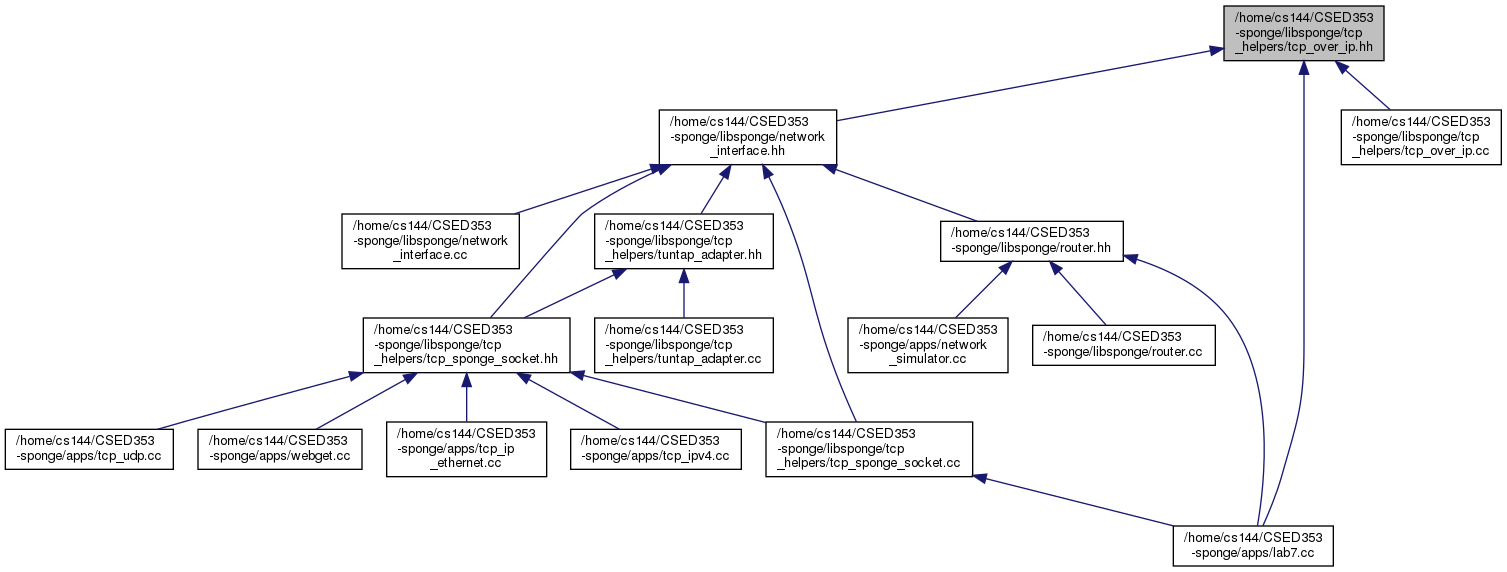 /home/cs144/CSED353
-sponge/libsponge/tcp
_helpers/tcp_over_ip.hh
/home/cs144/CSED353
-sponge/libsponge/network
_interface.hh
/home/cs144/CSED353
-sponge/libsponge/tcp
_helpers/tcp_over_ip.cc
/home/cs144/CSED353
-sponge/libsponge/network
_interface.cc
/home/cs144/CSED353
-sponge/libsponge/tcp
_helpers/tuntap_adapter.hh
/home/cs144/CSED353
-sponge/libsponge/router.hh
/home/cs144/CSED353
-sponge/libsponge/tcp
_helpers/tcp_sponge_socket.hh
/home/cs144/CSED353
-sponge/libsponge/tcp
_helpers/tuntap_adapter.cc
/home/cs144/CSED353
-sponge/apps/network
_simulator.cc
/home/cs144/CSED353
-sponge/libsponge/router.cc
/home/cs144/CSED353
-sponge/apps/tcp_udp.cc
/home/cs144/CSED353
-sponge/apps/webget.cc
/home/cs144/CSED353
-sponge/apps/tcp_ip
_ethernet.cc
/home/cs144/CSED353
-sponge/apps/tcp_ipv4.cc
/home/cs144/CSED353
-sponge/libsponge/tcp
_helpers/tcp_sponge_socket.cc
/home/cs144/CSED353
-sponge/apps/lab7.cc